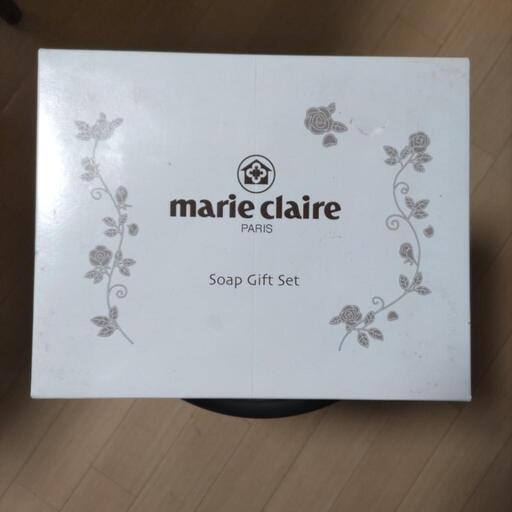 marie claire
PARIS
Soap Gift Set